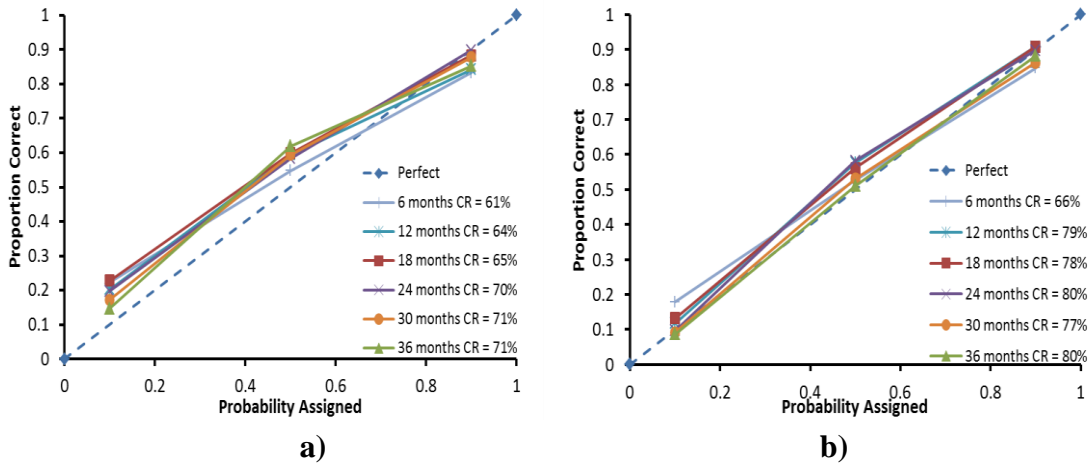 1
0.9
0.8
0.7
0.6
0.5
0.4
0.3
0.2
0.1
0
Proportion Correct
Perfect
6 months CR = 61%
12 months CR = 64%
18 months CR = 65%
24 months CR = 70%
30 months CR = 71%
36 months CR = 71%
0 0.2 0.4 0.6 0.8 1
Probability Assigned
a)
1
0.9
0.8
0.7
0.6
0.5
0.4
0.3
0.2
0.1
0
Proportion Correct
Perfect
6 months CR = 66%
12 months CR = 79%
18 months CR = 78%
24 months CR = 80%
30 months CR = 77%
36 months CR = 80%
0 0.2 0.4 0.6 0.8 1
Probability Assigned
b)